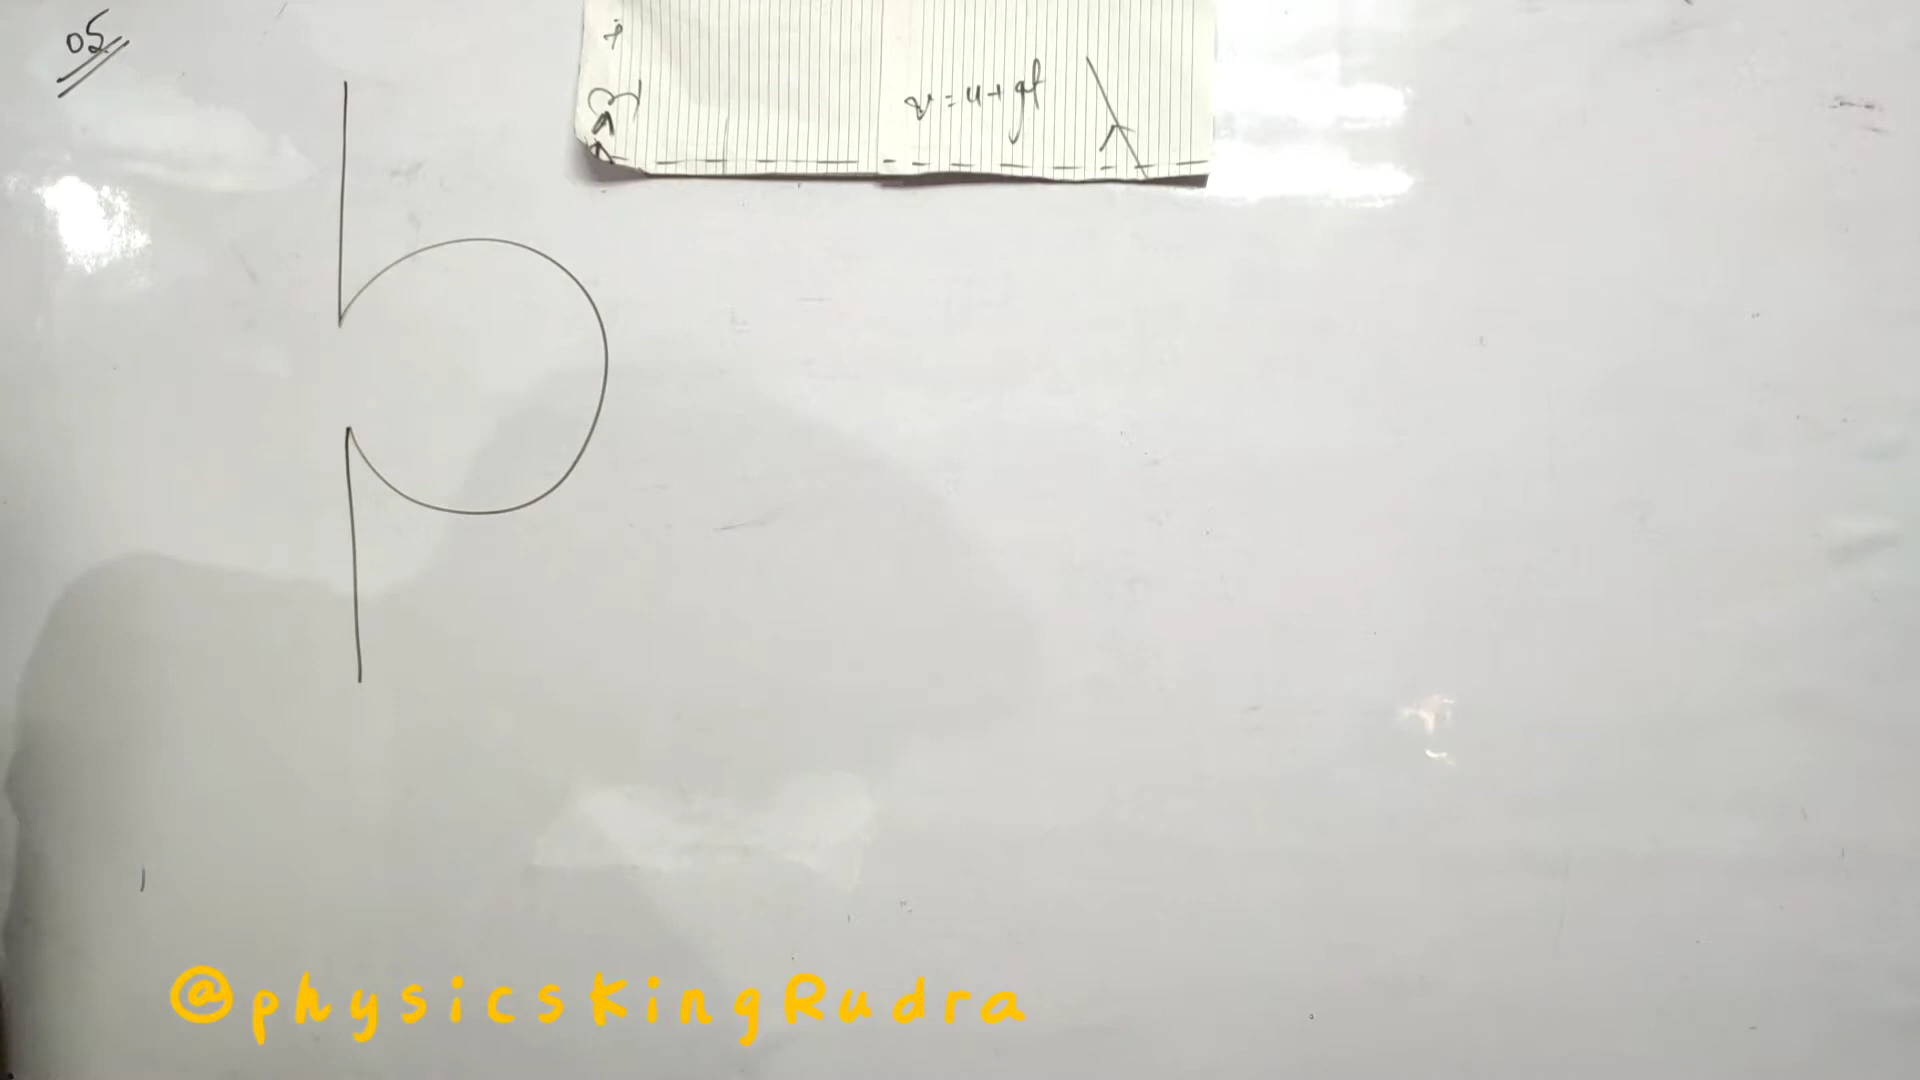 05
v = u + gt
@physicskingRudra